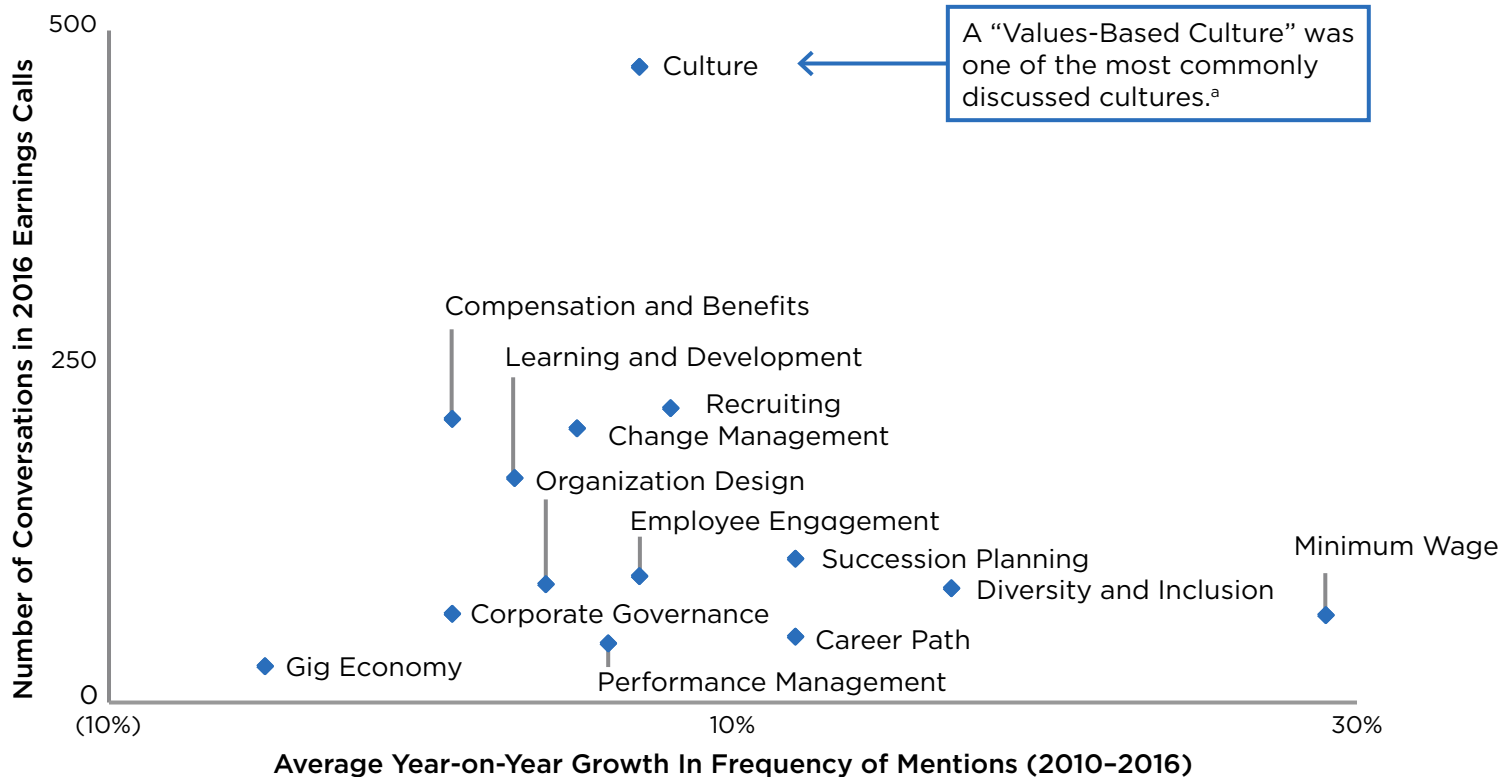 Number of Conversations in 2016 Earnings Calls
500
250
0
Culture
A “Values-Based Culture” was
one of the most commonly
discussed cultures.ᵃ
Compensation and Benefits
Learning and Development
Recruiting
Change Management
Organization Design
Employee Engagement
Succession Planning
Minimum Wage
Diversity and Inclusion
Corporate Governance
Career Path
Gig Economy
Performance Management
(10%)
10%
30%
Average Year-on-Year Growth In Frequency of Mentions (2010–2016)